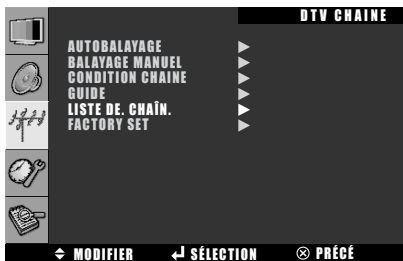 DTV CHAINE
AUTOBALAYAGE
BALAYAGE MANUEL
CONDITION CHAINE
GUIDE
LISTE DE. CHAÎN.
FACTORY SET
MODIFIER SÉLECTION PRÉCÉ